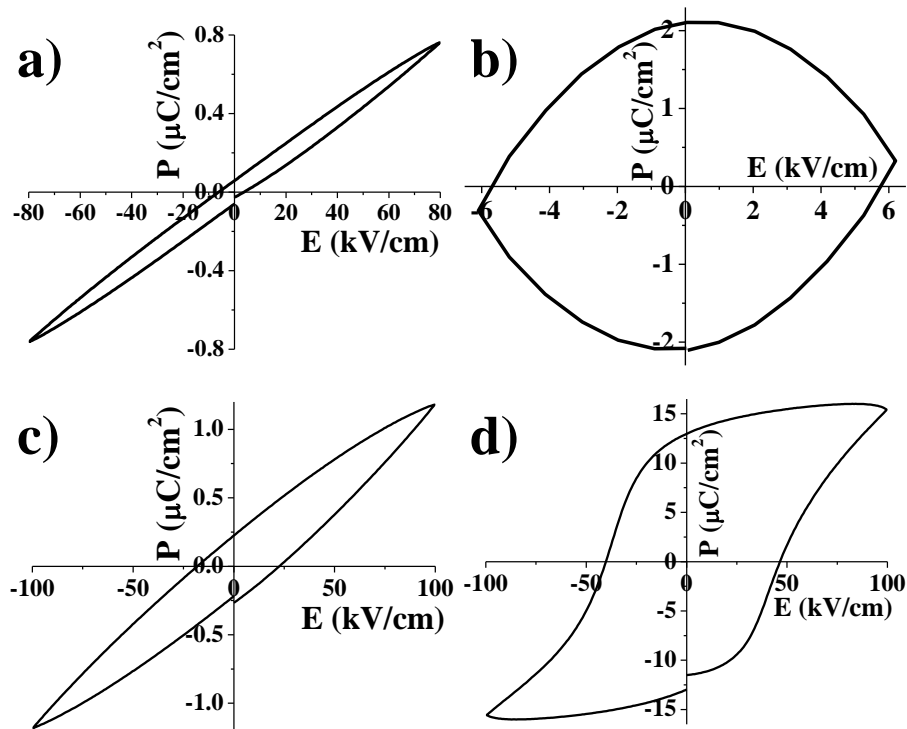 a)
P (μC/cm²)
0.8
0.4
0.0
-0.4
-0.8
-80 -60 -40 -20 0 20 40 60 80
E (kV/cm)
b)
P (μC/cm²)
2
1
0
-1
-2
-6 -4 -2 0 2 4 6
E (kV/cm)
c)
P (μC/cm²)
1.0
0.5
0.0
-0.5
-1.0
-100 -50 0 50 100
E (kV/cm)
d)
P (μC/cm²)
15
10
5
0
-5
-10
-15
-100 -50 0 50 100
E (kV/cm)